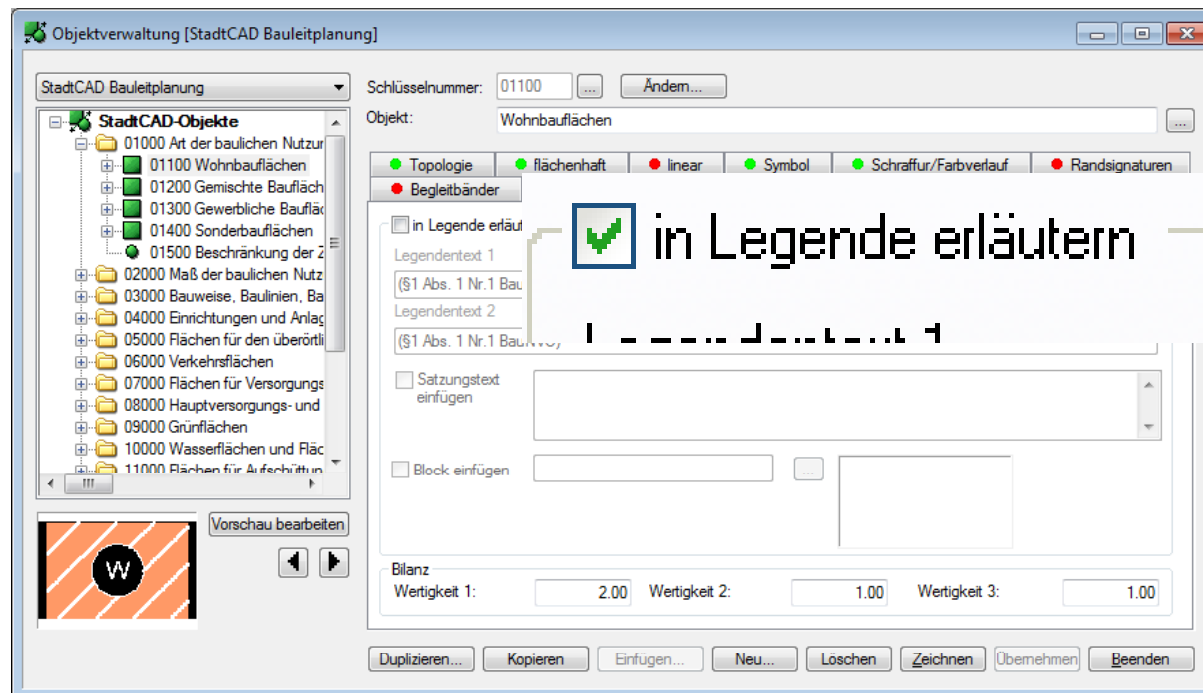 Objektverwaltung [StadtCAD Bauleitplanung]
StadtCAD Bauleitplanung
Schlüsselnummer: 01100 ... Ändern...
Objekt: Wohnbauflächen ...
StadtCAD-Objekte
01000 Art der baulichen Nutzun
01100 Wohnbauflächen
01200 Gemischte Baufläch
01300 Gewerbliche Baufläc
01400 Sonderbauflächen
01500 Beschränkung der Z
02000 Maß der baulichen Nutz
03000 Bauweise, Baulinien, Ba
04000 Einrichtungen und Anlag
05000 Flächen für den überörtli
06000 Verkehrsflächen
07000 Flächen für Versorgungs
08000 Hauptversorgungs- und
09000 Grünflächen
10000 Wasserflächen und Fläc
11000 Flächen für Aufschüttun
W
Vorschau bearbeiten
Topologie flächenhaft linear Symbol Schraffur/Farbverlauf Randsignaturen
Begleitbänder
in Legende erläut
in Legende erläutern
Legendentext 1
Legendentext 1
(§1 Abs. 1 Nr.1 Bau
Legendentext 2
(§1 Abs. 1 Nr.1 BauNVO)
Satzungstext
einfügen
Block einfügen ...
Bilanz
Wertigkeit 1: 2.00 Wertigkeit 2: 1.00 Wertigkeit 3: 1.00
Duplizieren... Kopieren Einfügen... Neu... Löschen Zeichnen Übernehmen Beenden